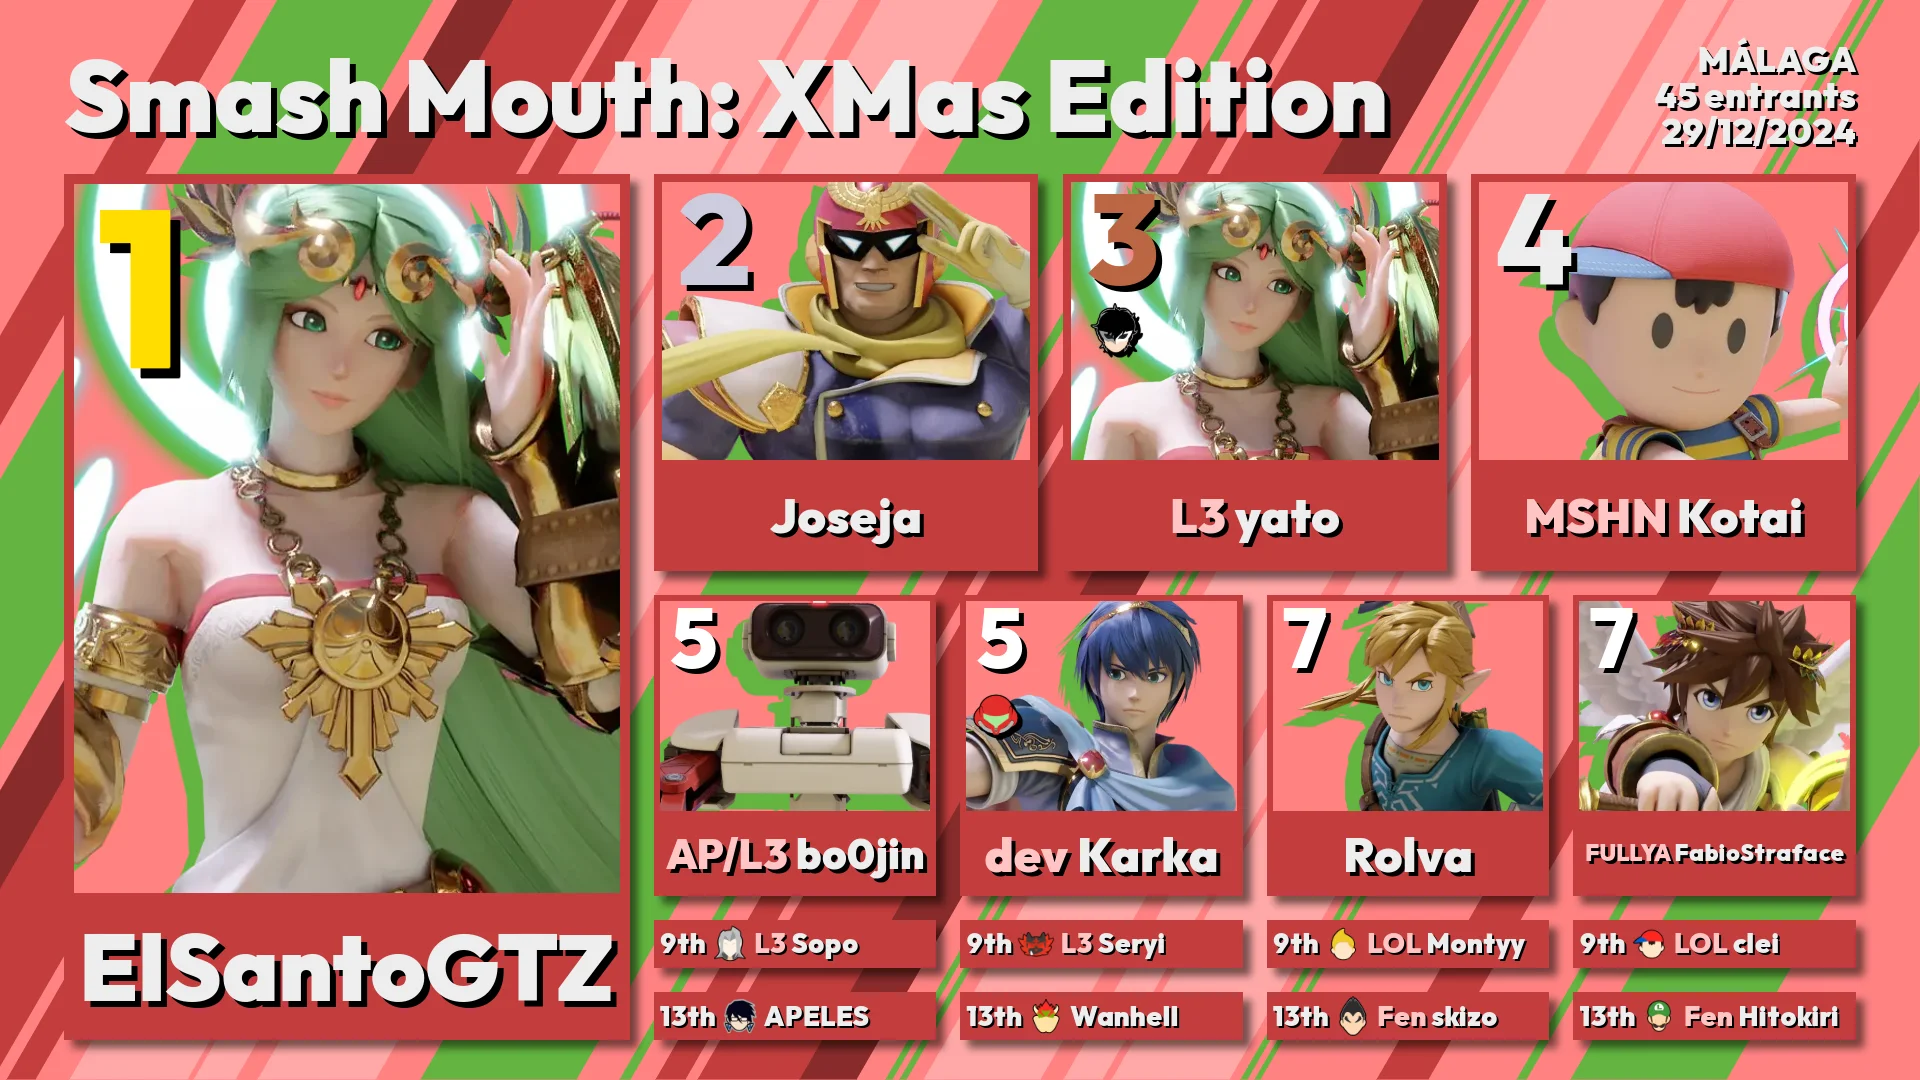 Smash Mouth: XMas Edition
MÁLAGA
45 entrants
29/12/2024
1
ElSantoGTZ
2
Joseja
3
L3 yato
4
MSHN Kotai
5
AP/L3 bo0jin
5
dev Karka
7
Rolva
7
FULLYA FabioStraface
9th L3 Sopo
9th L3 Seryi
9th LOL Montyy
9th LOL clei
13th APELES
13th Wanhell
13th Fen skizo
13th Fen Hitokiri